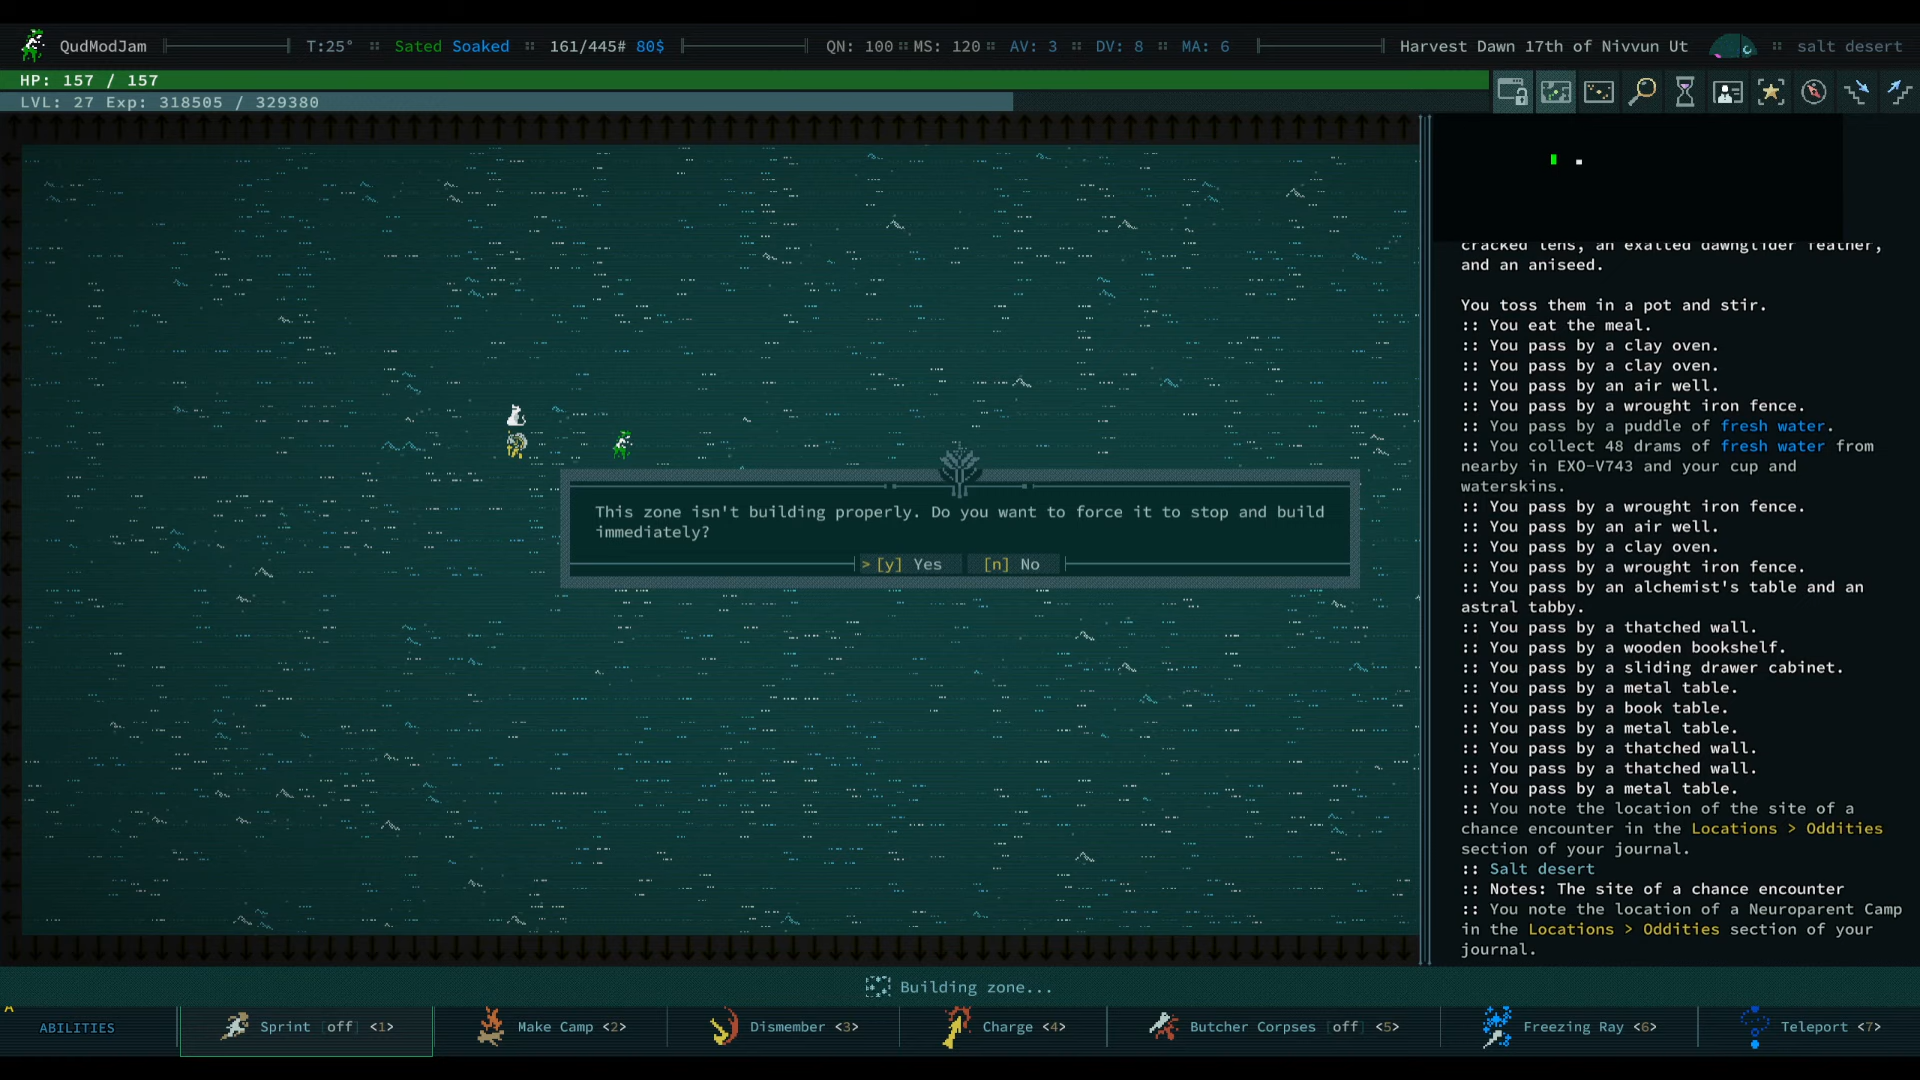 QudModJam T:25° Sated Soaked 161/445# 80$ QN: 100 MS: 120 AV: 3 DV: 8 MA: 6 Harvest Dawn 17th of Nivvun Ut salt desert
HP: 157 / 157
LVL: 27 Exp: 318505 / 329380
cracked lens, an exalted dawnglider feather,
and an aniseed.
You toss them in a pot and stir.
:: You eat the meal.
:: You pass by a clay oven.
:: You pass by a clay oven.
:: You pass by an air well.
:: You pass by a wrought iron fence.
:: You pass by a puddle of fresh water.
:: You collect 48 drams of fresh water from
nearby in EXO-V743 and your cup and
waterskins.
:: You pass by a wrought iron fence.
:: You pass by an air well.
:: You pass by a clay oven.
:: You pass by a wrought iron fence.
:: You pass by an alchemist's table and an
astral tabby.
:: You pass by a thatched wall.
:: You pass by a wooden bookshelf.
:: You pass by a sliding drawer cabinet.
:: You pass by a metal table.
:: You pass by a book table.
:: You pass by a metal table.
:: You pass by a thatched wall.
:: You pass by a thatched wall.
:: You pass by a metal table.
:: You note the location of the site of a
chance encounter in the Locations > Oddities
section of your journal.
:: Salt desert
:: Notes: The site of a chance encounter
:: You note the location of a Neuroparent Camp
in the Locations > Oddities section of your
journal.
This zone isn't building properly. Do you want to force it to stop and build
immediately?
> [y] Yes [n] No
Building zone...
A
ABILITIES Sprint [off] <1> Make Camp <2> Dismember <3> Charge <4> Butcher Corpses [off] <5> Freezing Ray <6> Teleport <7>